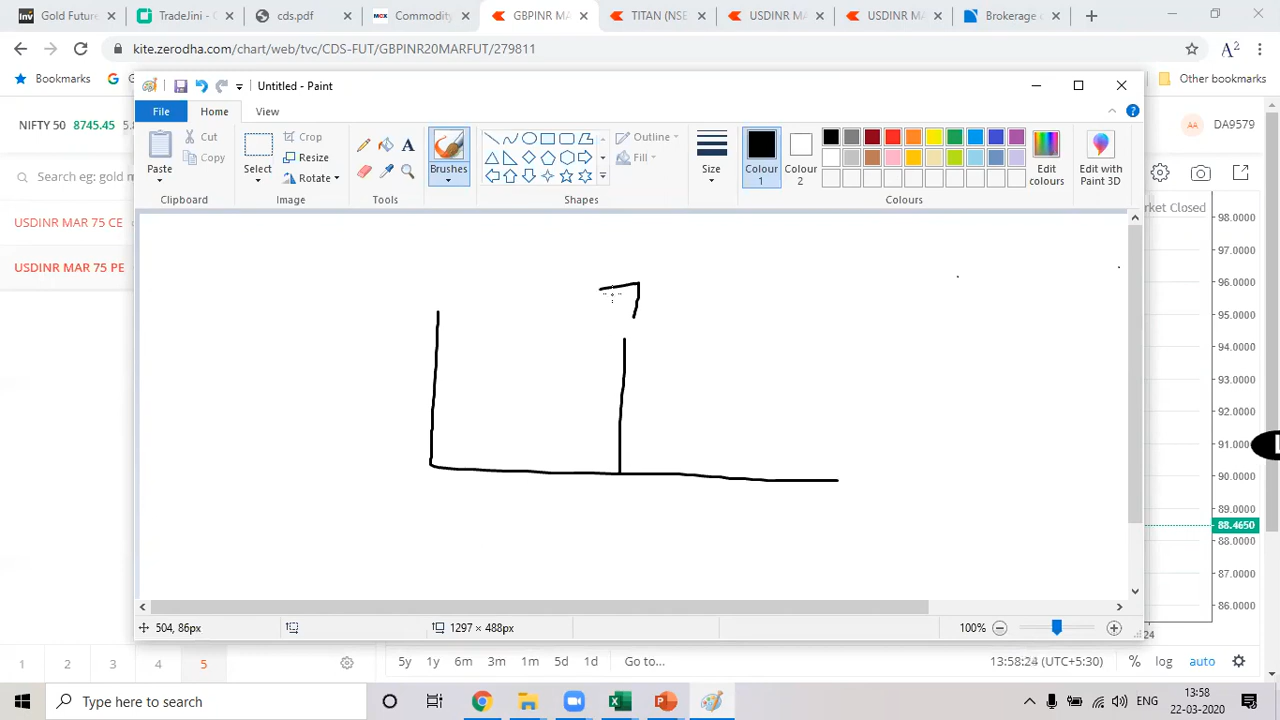 Gold Future
TradeJini -
'cds.pdf
Commodity
GBPINR MA
TITAN (NSE
USDINR MA
USDINR MA
Brokerage
kite.zerodha.com/chart/web/tvc/CDS-FUT/GBPINR20MARFUT/279811
Bookmarks
G
Other bookmarks
Untitled - Paint
File
Home
View
NIFTY 50 8745.45 5.
DA9579
Paste
Cut
Copy
Clipboard
Select
Crop
Resize
Rotate
Image
A
Tools
Brushes
Shapes
Outline
Fill
Size
Colour
1
Colour
2
Edit
colours
Colours
Edit with
Paint 3D
Search eg: gold m
USDINR MAR 75 CE
USDINR MAR 75 PE
rket Closed
98.0000
97.0000
96.0000
95.0000
94.0000
93.0000
92.0000
91.0000
90.0000
89.0000
88.4650
88.0000
87.0000
86.0000
24
504, 86px
1297 × 488px
100%
1 2 3 4 5
5y 1y 6m 3m 1m 5d 1d Go to...
13:58:24 (UTC+5:30) % log auto
Type here to search
ENG
13:58
22-03-2020